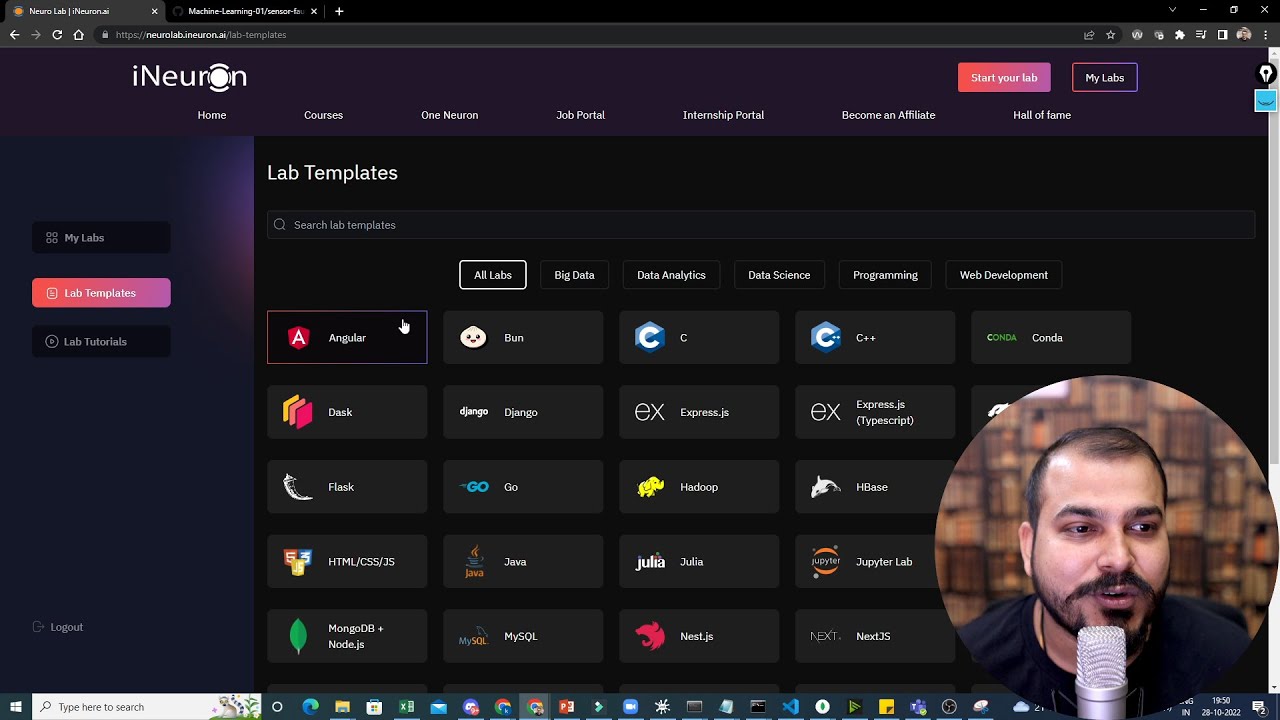 Neuro Lab | iNeuron.ai
Machine-Learning-01/sensor-fau
https://neurolab.ineuron.ai/lab-templates
iNeuron
Start your lab
My Labs
Home
Courses
One Neuron
Job Portal
Internship Portal
Become an Affiliate
Hall of fame
Lab Templates
Search lab templates
My Labs
Lab Templates
Lab Tutorials
All Labs
Big Data
Data Analytics
Data Science
Programming
Web Development
Angular
Bun
C
C++
CONDA
Conda
Dask
django
Django
EX
Express.js
EX
Express.js
(Typescript)
Flask
GO
Go
Hadoop
HBase
HTML/CSS/JS
Java
Java
julia
Julia
jupyter
Jupyter Lab
MongoDB +
Node.js
MySQL
MySQL
Nest.js
NEXT.
NextJS
Logout
Type here to search
IN
19:50
28-10-2022